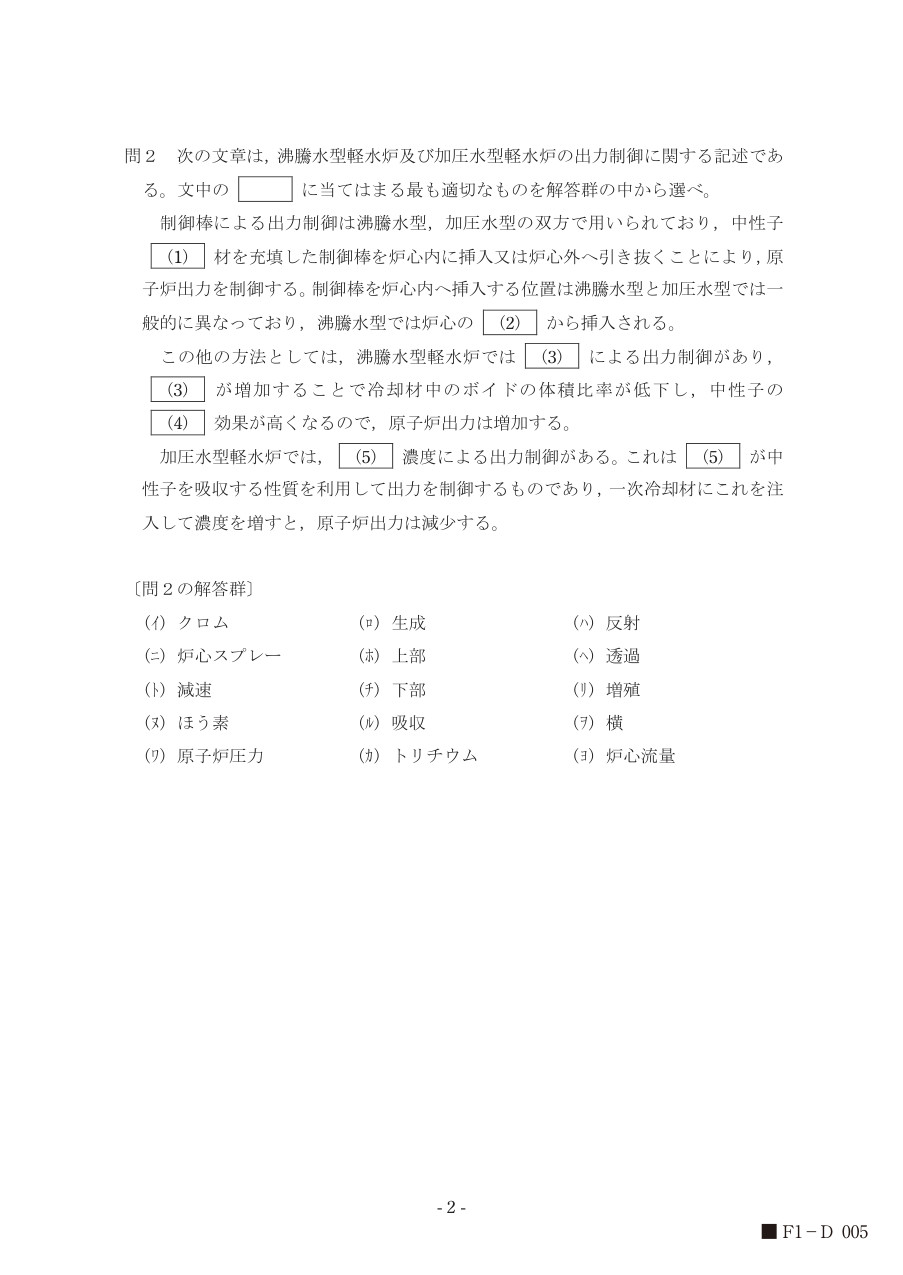 問２　次の文章は，沸騰水型軽水炉及び加圧水型軽水炉の出力制御に関する記述であ
る。文中の　　　に当てはまる最も適切なものを解答群の中から選べ。
制御棒による出力制御は沸騰水型，加圧水型の双方で用いられており，中性子
(1) 材を充塡した制御棒を炉心内に挿入又は炉心外へ引き抜くことにより，原
子炉出力を制御する。制御棒を炉心内へ挿入する位置は沸騰水型と加圧水型では一
般的に異なっており，沸騰水型では炉心の (2) から挿入される。
この他の方法としては，沸騰水型軽水炉では (3) による出力制御があり，
(3) が増加することで冷却材中のボイドの体積比率が低下し，中性子の
(4) 効果が高くなるので，原子炉出力は増加する。
加圧水型軽水炉では， (5) 濃度による出力制御がある。これは (5) が中
性子を吸収する性質を利用して出力を制御するものであり，一次冷却材にこれを注
入して濃度を増すと，原子炉出力は減少する。
〔問２の解答群〕
(ｲ) クロム　(ﾛ) 生成　(ﾊ) 反射
(ﾆ) 炉心スプレー　(ﾎ) 上部　(ﾍ) 透過
(ﾄ) 減速　(ﾁ) 下部　(ﾘ) 増殖
(ﾇ) ほう素　(ﾙ) 吸収　(ｦ) 横
(ﾜ) 原子炉圧力　(ｶ) トリチウム　(ﾖ) 炉心流量
- 2 -
■ F1－D 005